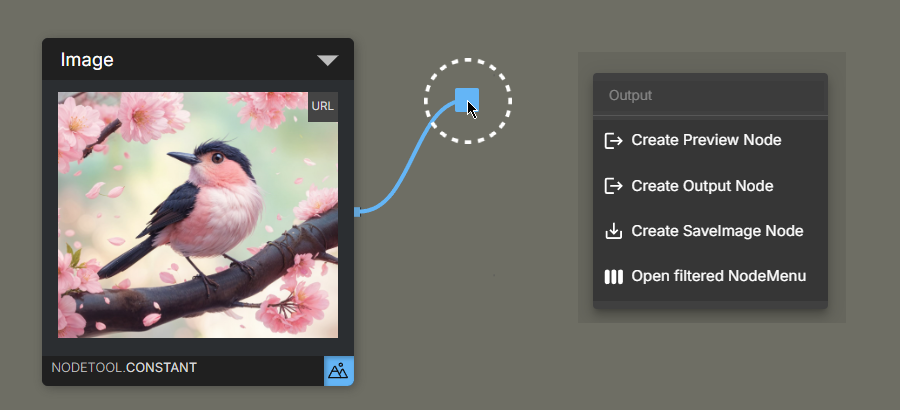 Image
URL
NODETOOL.CONSTANT
Output
Create Preview Node
Create Output Node
Create SaveImage Node
Open filtered NodeMenu